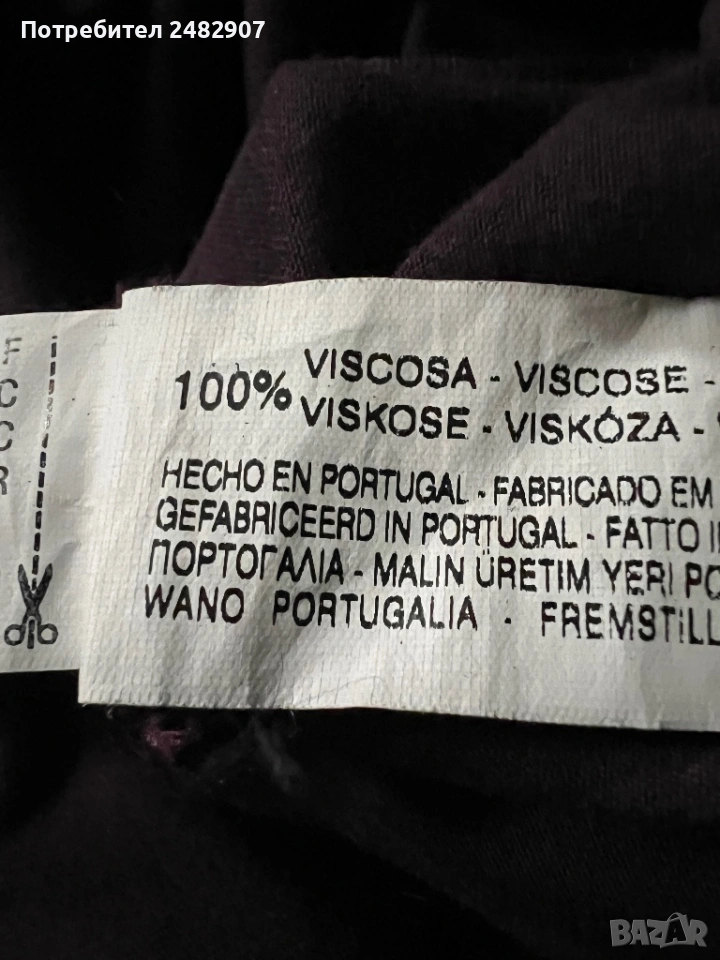 Потребител 2482907
F
C
C
R
100%
VISCOSA - VISCOSE -
VISKOSE - VISKÓZA -
HECHO EN PORTUGAL - FABRICADO EM
GEFABRICEERD IN PORTUGAL - FATTO
ΠΟΡΤΟΓΑΛΙΑ - MALIN ÜRETIM YERI
WANO PORTUGALIA - FREMSTiLL
BAZAR